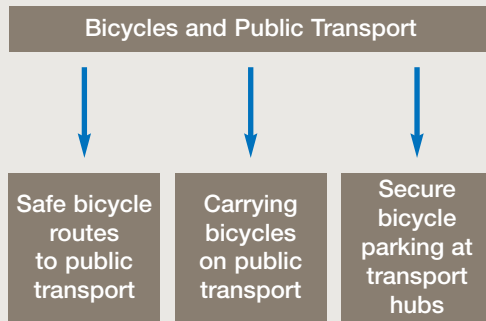 Bicycles and Public Transport
Safe bicycle
routes
to public
transport
Carrying
bicycles
on public
transport
Secure
bicycle
parking at
transport
hubs